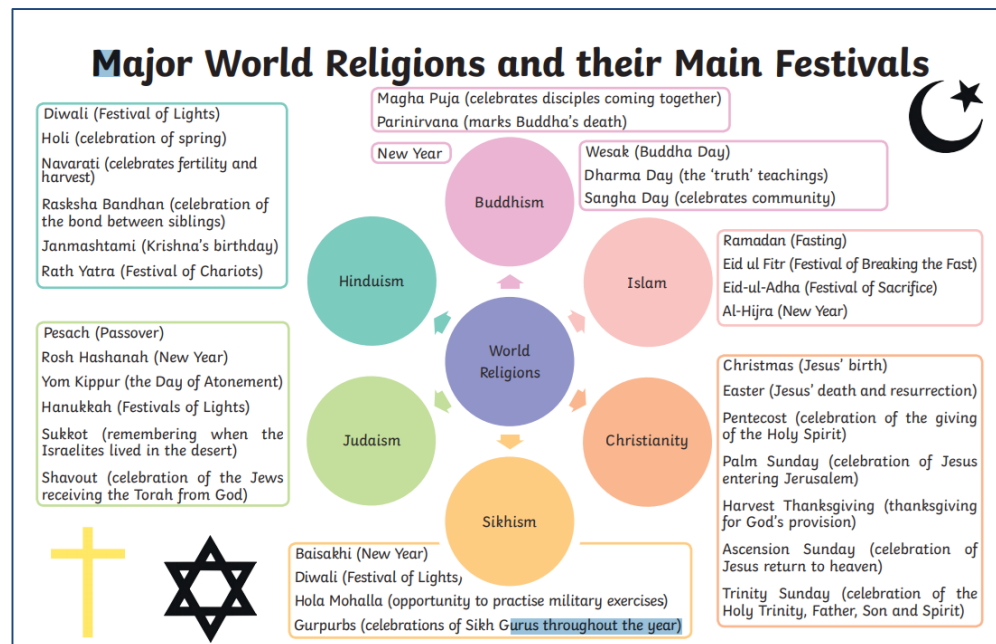 Major World Religions and their Main Festivals
Diwali (Festival of Lights)
Holi (celebration of spring)
Navarati (celebrates fertility and
harvest)
Rasksha Bandhan (celebration of
the bond between siblings)
Janmashtami (Krishna's birthday)
Rath Yatra (Festival of Chariots)
Magha Puja (celebrates disciples coming together)
Parinirvana (marks Buddha's death)
New Year
Wesak (Buddha Day)
Dharma Day (the 'truth' teachings)
Sangha Day (celebrates community)
Buddhism
Hinduism
Islam
Ramadan (Fasting)
Eid ul Fitr (Festival of Breaking the Fast)
Eid-ul-Adha (Festival of Sacrifice)
Al-Hijra (New Year)
World
Religions
Pesach (Passover)
Rosh Hashanah (New Year)
Yom Kippur (the Day of Atonement)
Hanukkah (Festivals of Lights)
Sukkot (remembering when the
Israelites lived in the desert)
Shavout (celebration of the Jews
receiving the Torah from God)
Judaism
Christianity
Christmas (Jesus' birth)
Easter (Jesus' death and resurrection)
Pentecost (celebration of the giving
of the Holy Spirit)
Palm Sunday (celebration of Jesus
entering Jerusalem)
Harvest Thanksgiving (thanksgiving
for God's provision)
Ascension Sunday (celebration of
Jesus return to heaven)
Trinity Sunday (celebration of the
Holy Trinity, Father, Son and Spirit)
Sikhism
Baisakhi (New Year)
Diwali (Festival of Lights)
Hola Mohalla (opportunity to practise military exercises)
Gurpurbs (celebrations of Sikh Gurus throughout the year)